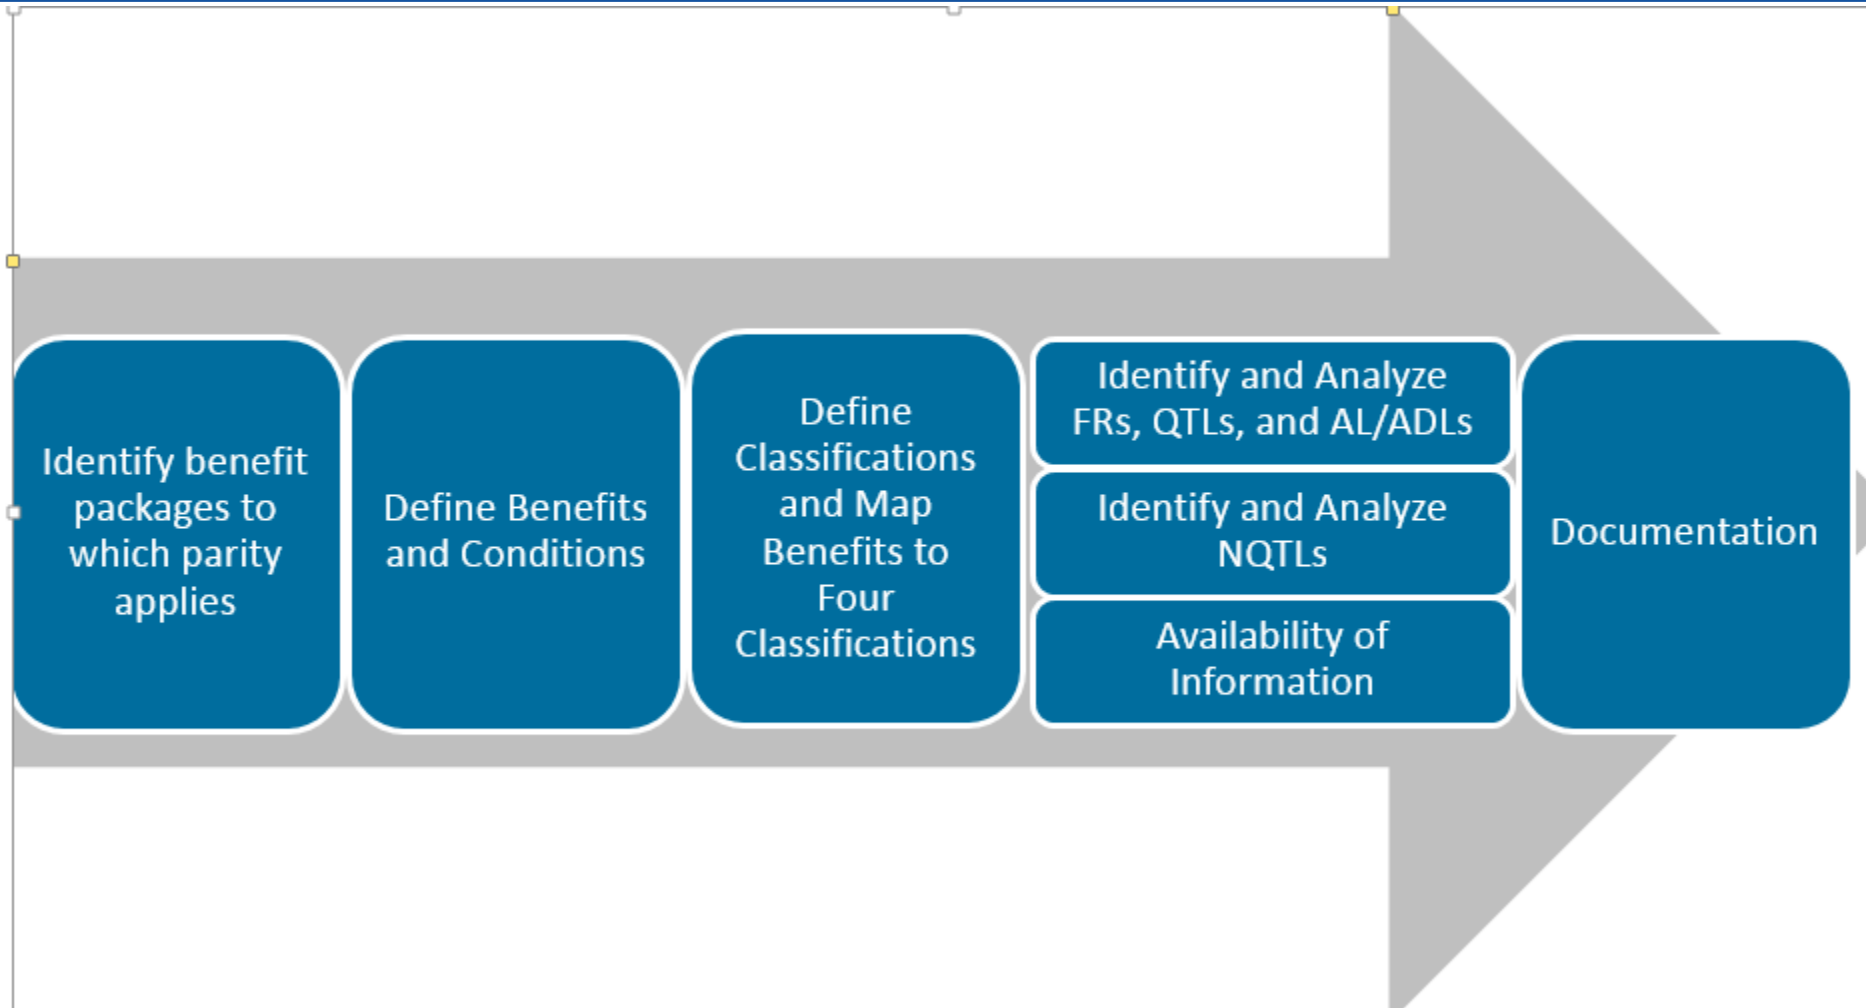 Identify benefit
packages to
which parity
applies
Define Benefits
and Conditions
Define
Classifications
and Map
Benefits to
Four
Classifications
Identify and Analyze
FRs, QTLs, and AL/ADLs
Identify and Analyze
NQTLs
Availability of
Information
Documentation